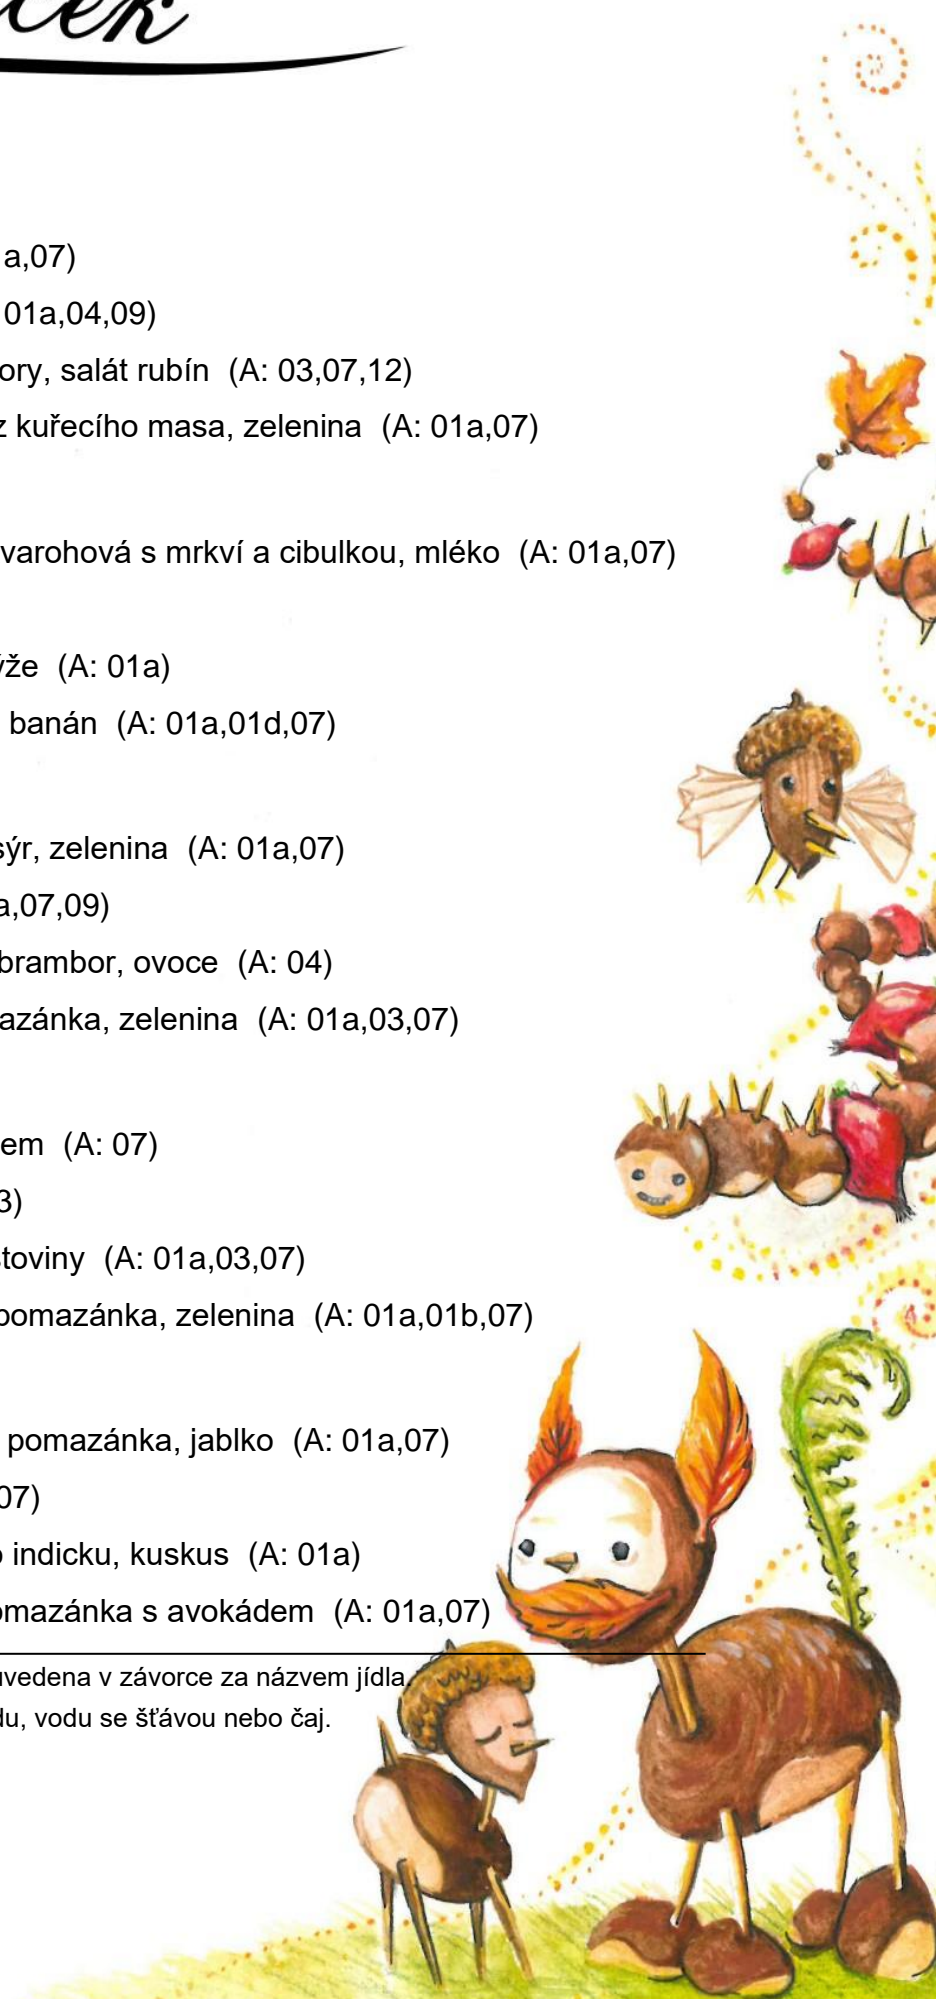 ček
a,07)
01a,04,09)
ory, salát rubín (A: 03,07,12)
z kuřecího masa, zelenina (A: 01a,07)
varohová s mrkví a cibulkou, mléko (A: 01a,07)
ýže (A: 01a)
banán (A: 01a,01d,07)
sýr, zelenina (A: 01a,07)
a,07,09)
brambor, ovoce (A: 04)
azánka, zelenina (A: 01a,03,07)
em (A: 07)
3)
stoviny (A: 01a,03,07)
pomazánka, zelenina (A: 01a,01b,07)
pomazánka, jablko (A: 01a,07)
07)
o indicku, kuskus (A: 01a)
omazánka s avokádem (A: 01a,07)
uvedena v závorce za názvem jídla.
du, vodu se šťávou nebo čaj.